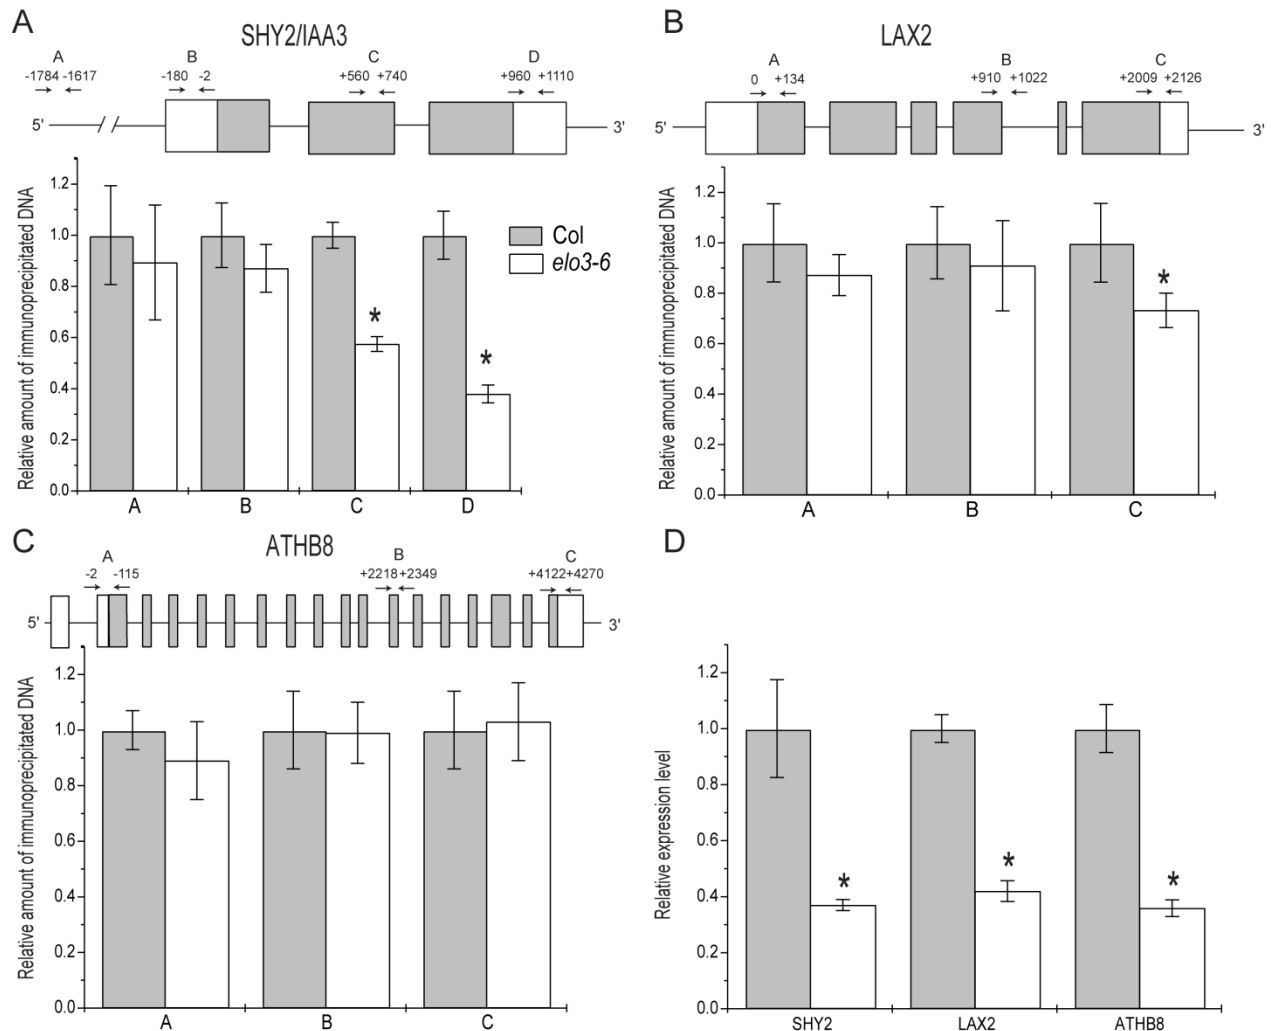 A
SHY2/IAA3
A
B
C
D
-1784 -1617
-180 -2
+560 +740
+960 +1110
5'
3'
Relative amount of immunoprecipitated DNA
1.2
1.0
0.8
0.6
0.4
0.2
0.0
*
*
A B C D
Col
elo3-6
B
LAX2
A
B
C
0 +134
+910 +1022
+2009 +2126
5'
3'
Relative amount of immunoprecipitated DNA
1.2
1.0
0.8
0.6
0.4
0.2
0.0
*
A B C
C
ATHB8
A
B
C
-2 -115
+2218 +2349
+4122 +4270
5'
3'
Relative amount of immunoprecipitated DNA
1.2
1.0
0.8
0.6
0.4
0.2
0.0
A B C
D
Relative expression level
1.2
1.0
0.8
0.6
0.4
0.2
0.0
*
*
*
SHY2 LAX2 ATHB8